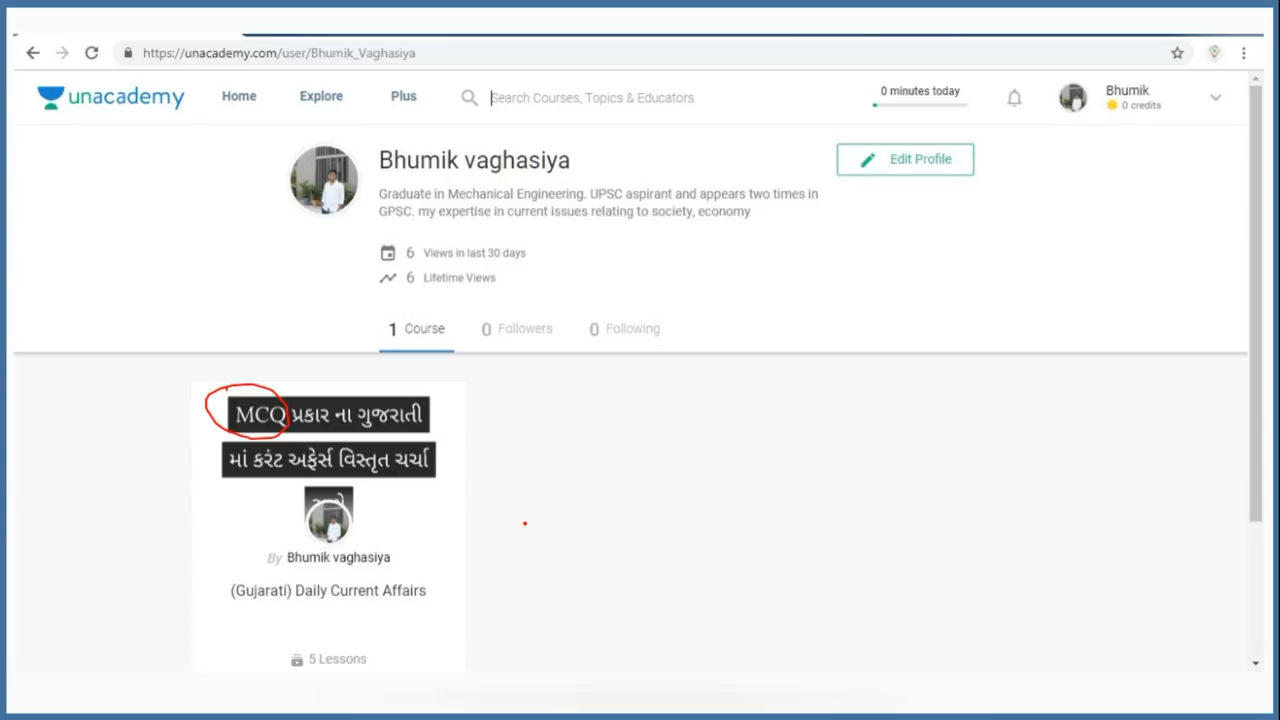 https://unacademy.com/user/Bhumik_Vaghasiya
unacademy
Home
Explore
Plus
Search Courses, Topics & Educators
0 minutes today
Bhumik
0 credits
Bhumik vaghasiya
Edit Profile
Graduate in Mechanical Engineering. UPSC aspirant and appears two times in
GPSC. my expertise in current issues relating to society, economy
6 Views in last 30 days
6 Lifetime Views
1 Course
0 Followers
0 Following
MCQ પ્રકાર ના ગુજરાતી
માં કરંટ અફેર્સ વિસ્તૃત ચર્ચા
By Bhumik vaghasiya
(Gujarati) Daily Current Affairs
5 Lessons